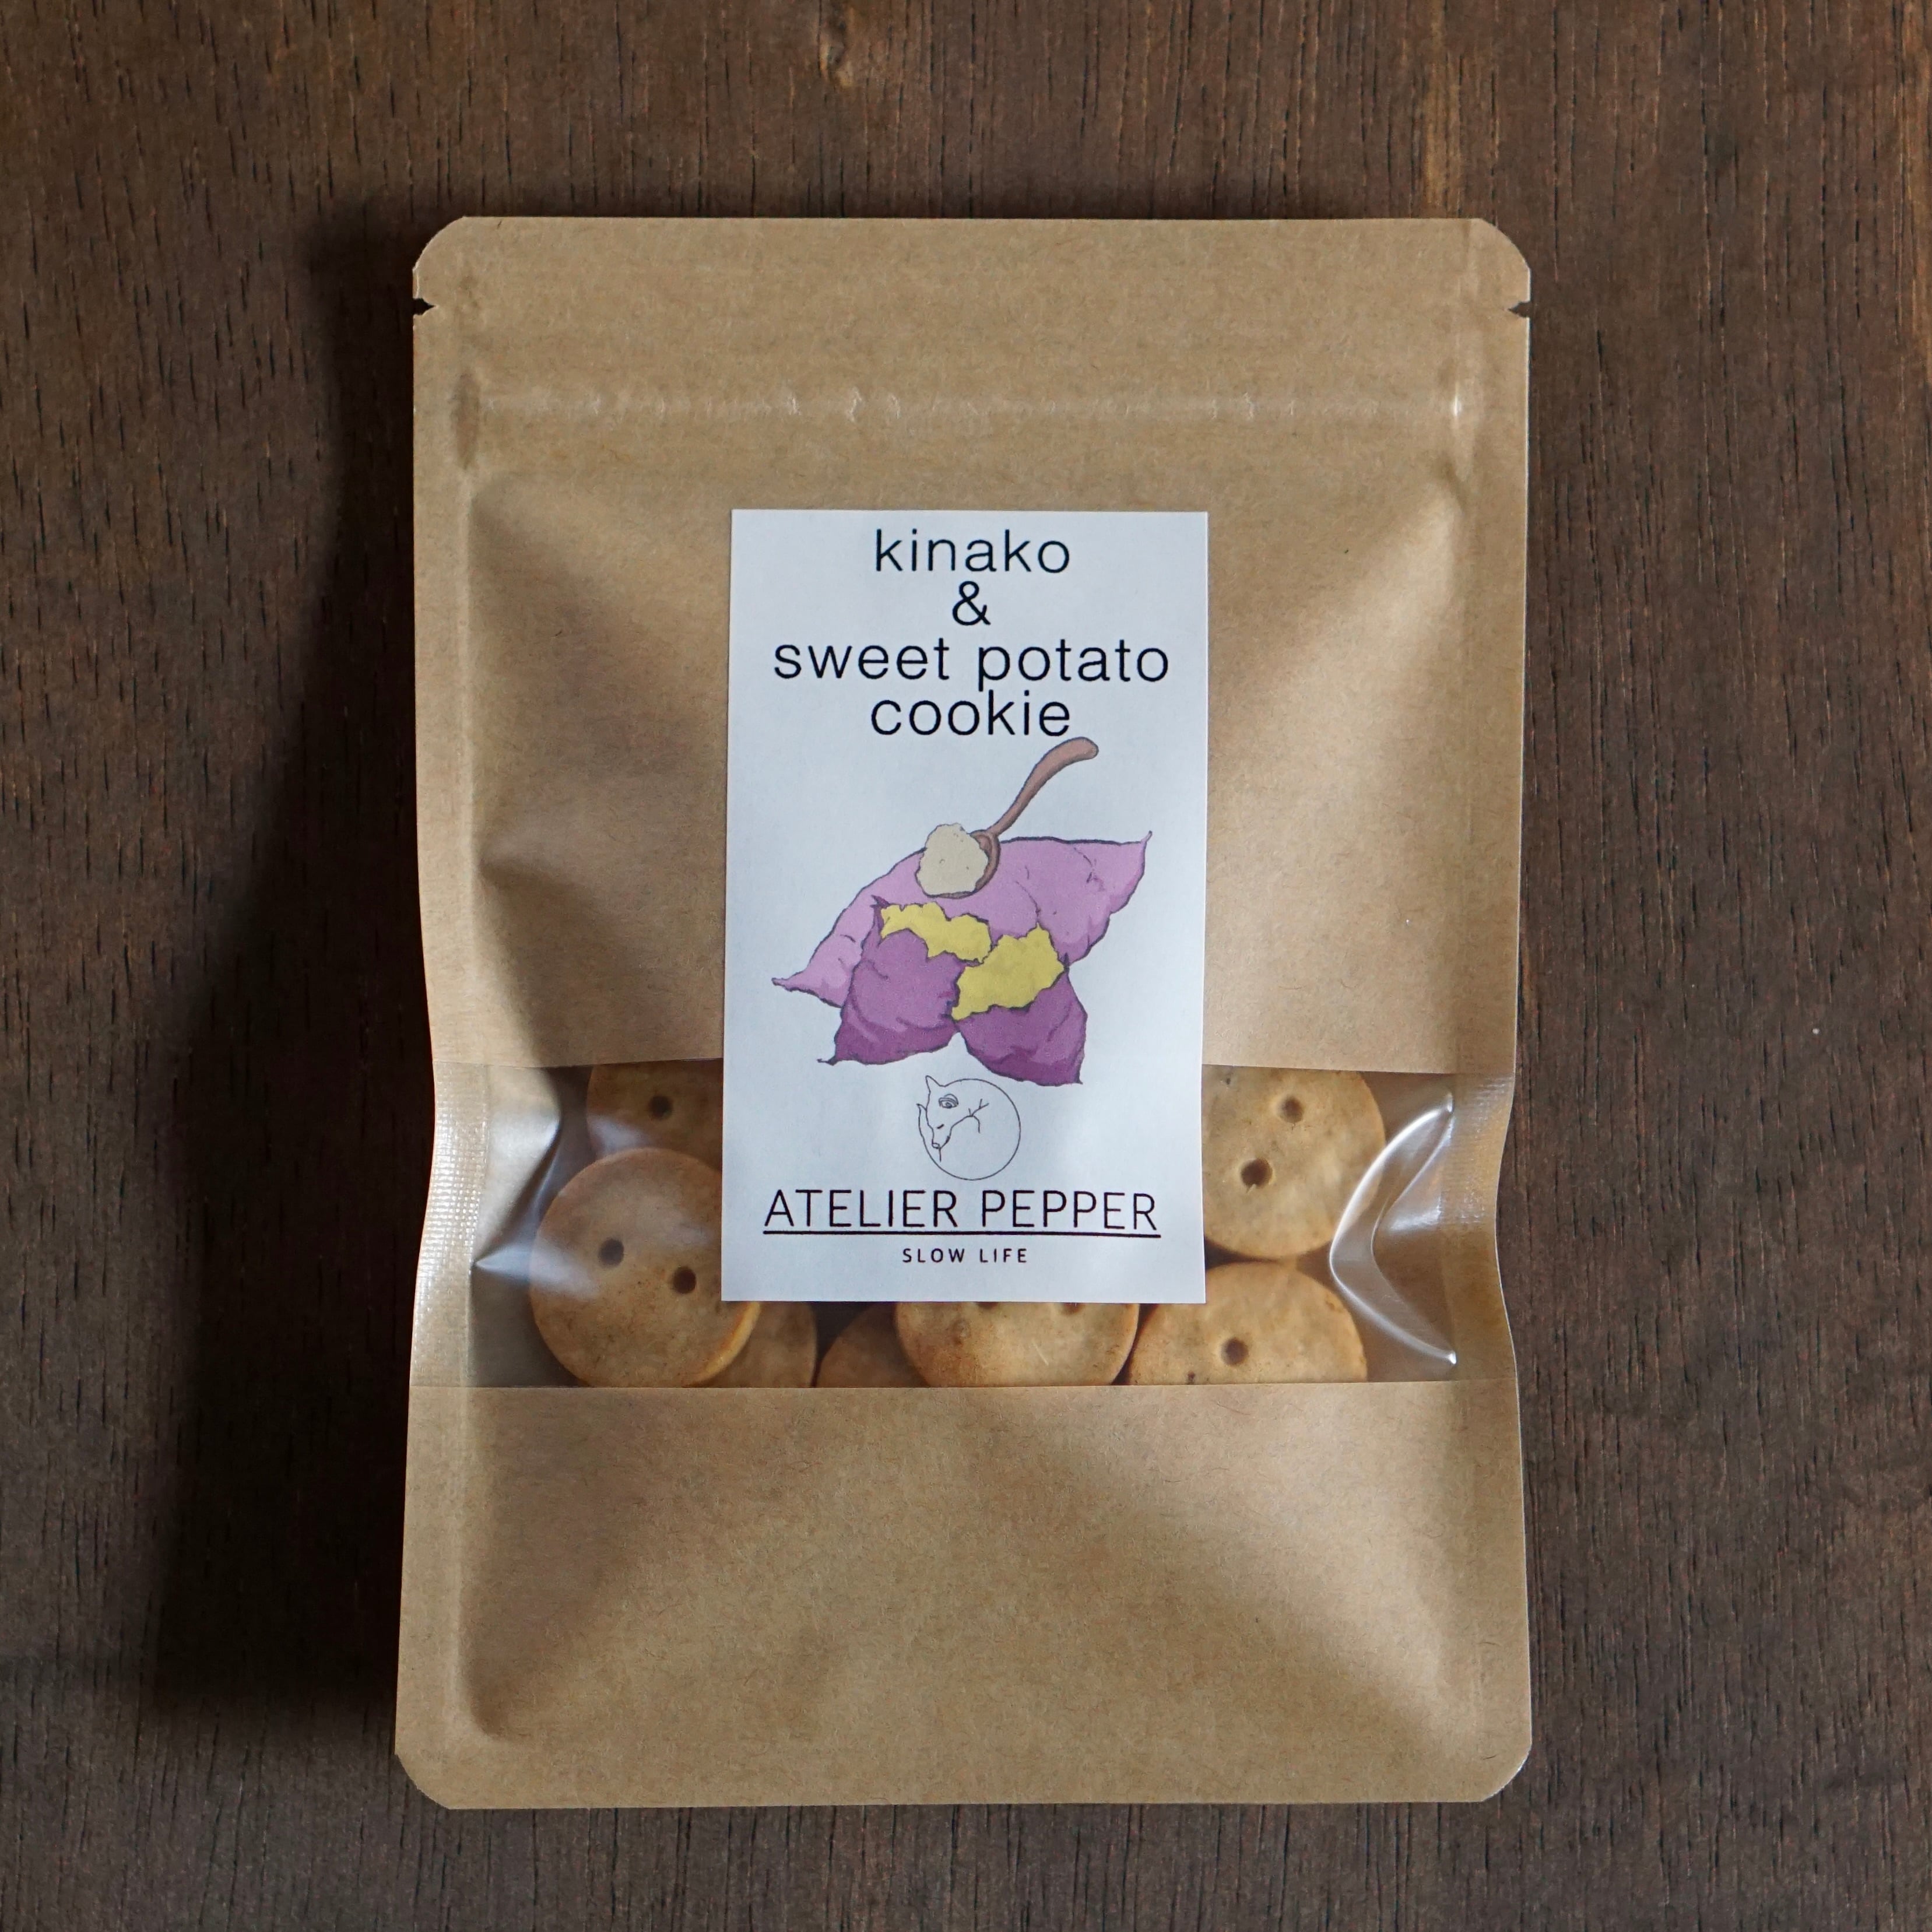 kinako
&
sweet potato
cookie
ATELIER PEPPER
SLOW LIFE